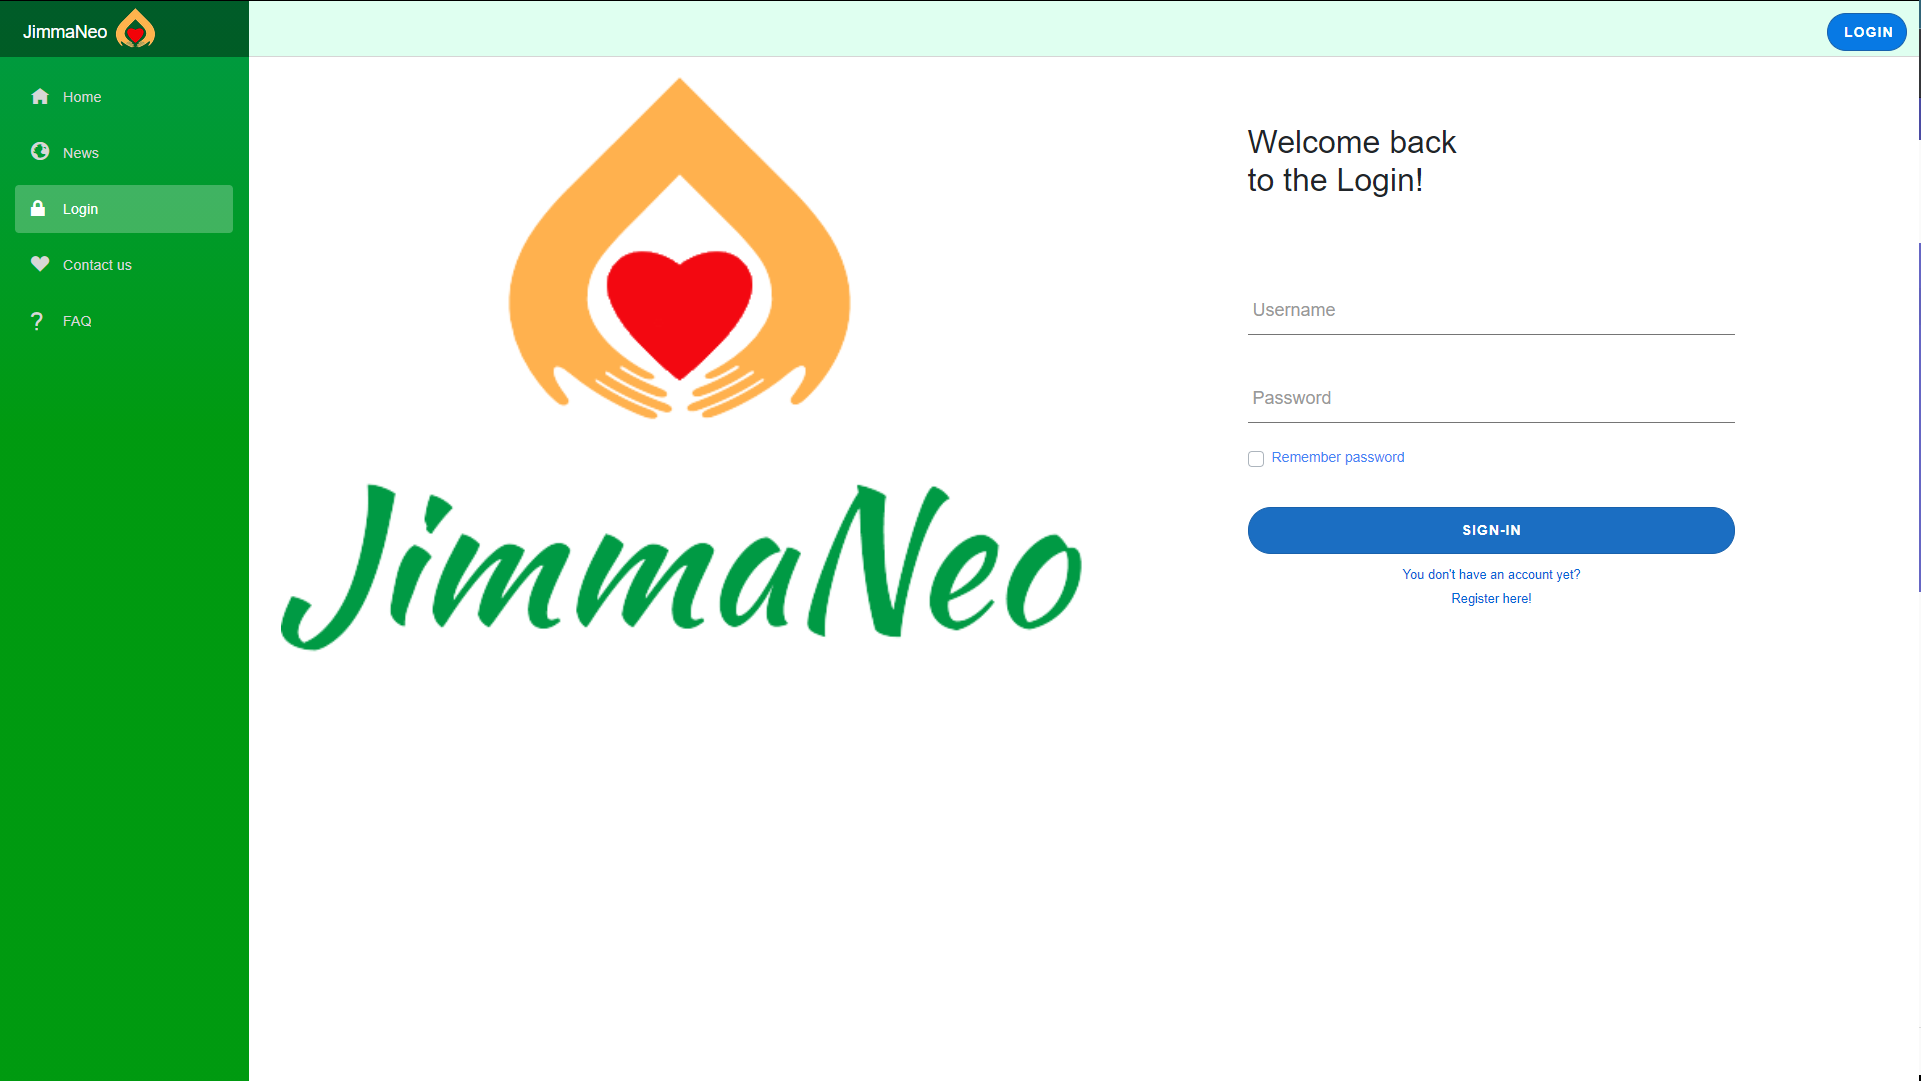 JimmaNeo
LOGIN
Home
News
Login
Contact us
FAQ
JimmaNeo
Welcome back
to the Login!
Username
Password
Remember password
SIGN-IN
You don't have an account yet?
Register here!